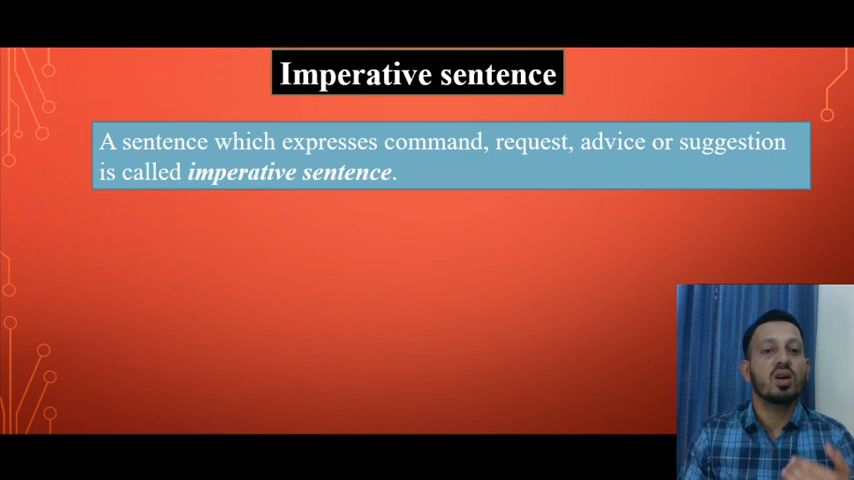 Imperative sentence
A sentence which expresses command, request, advice or suggestion
is called imperative sentence.